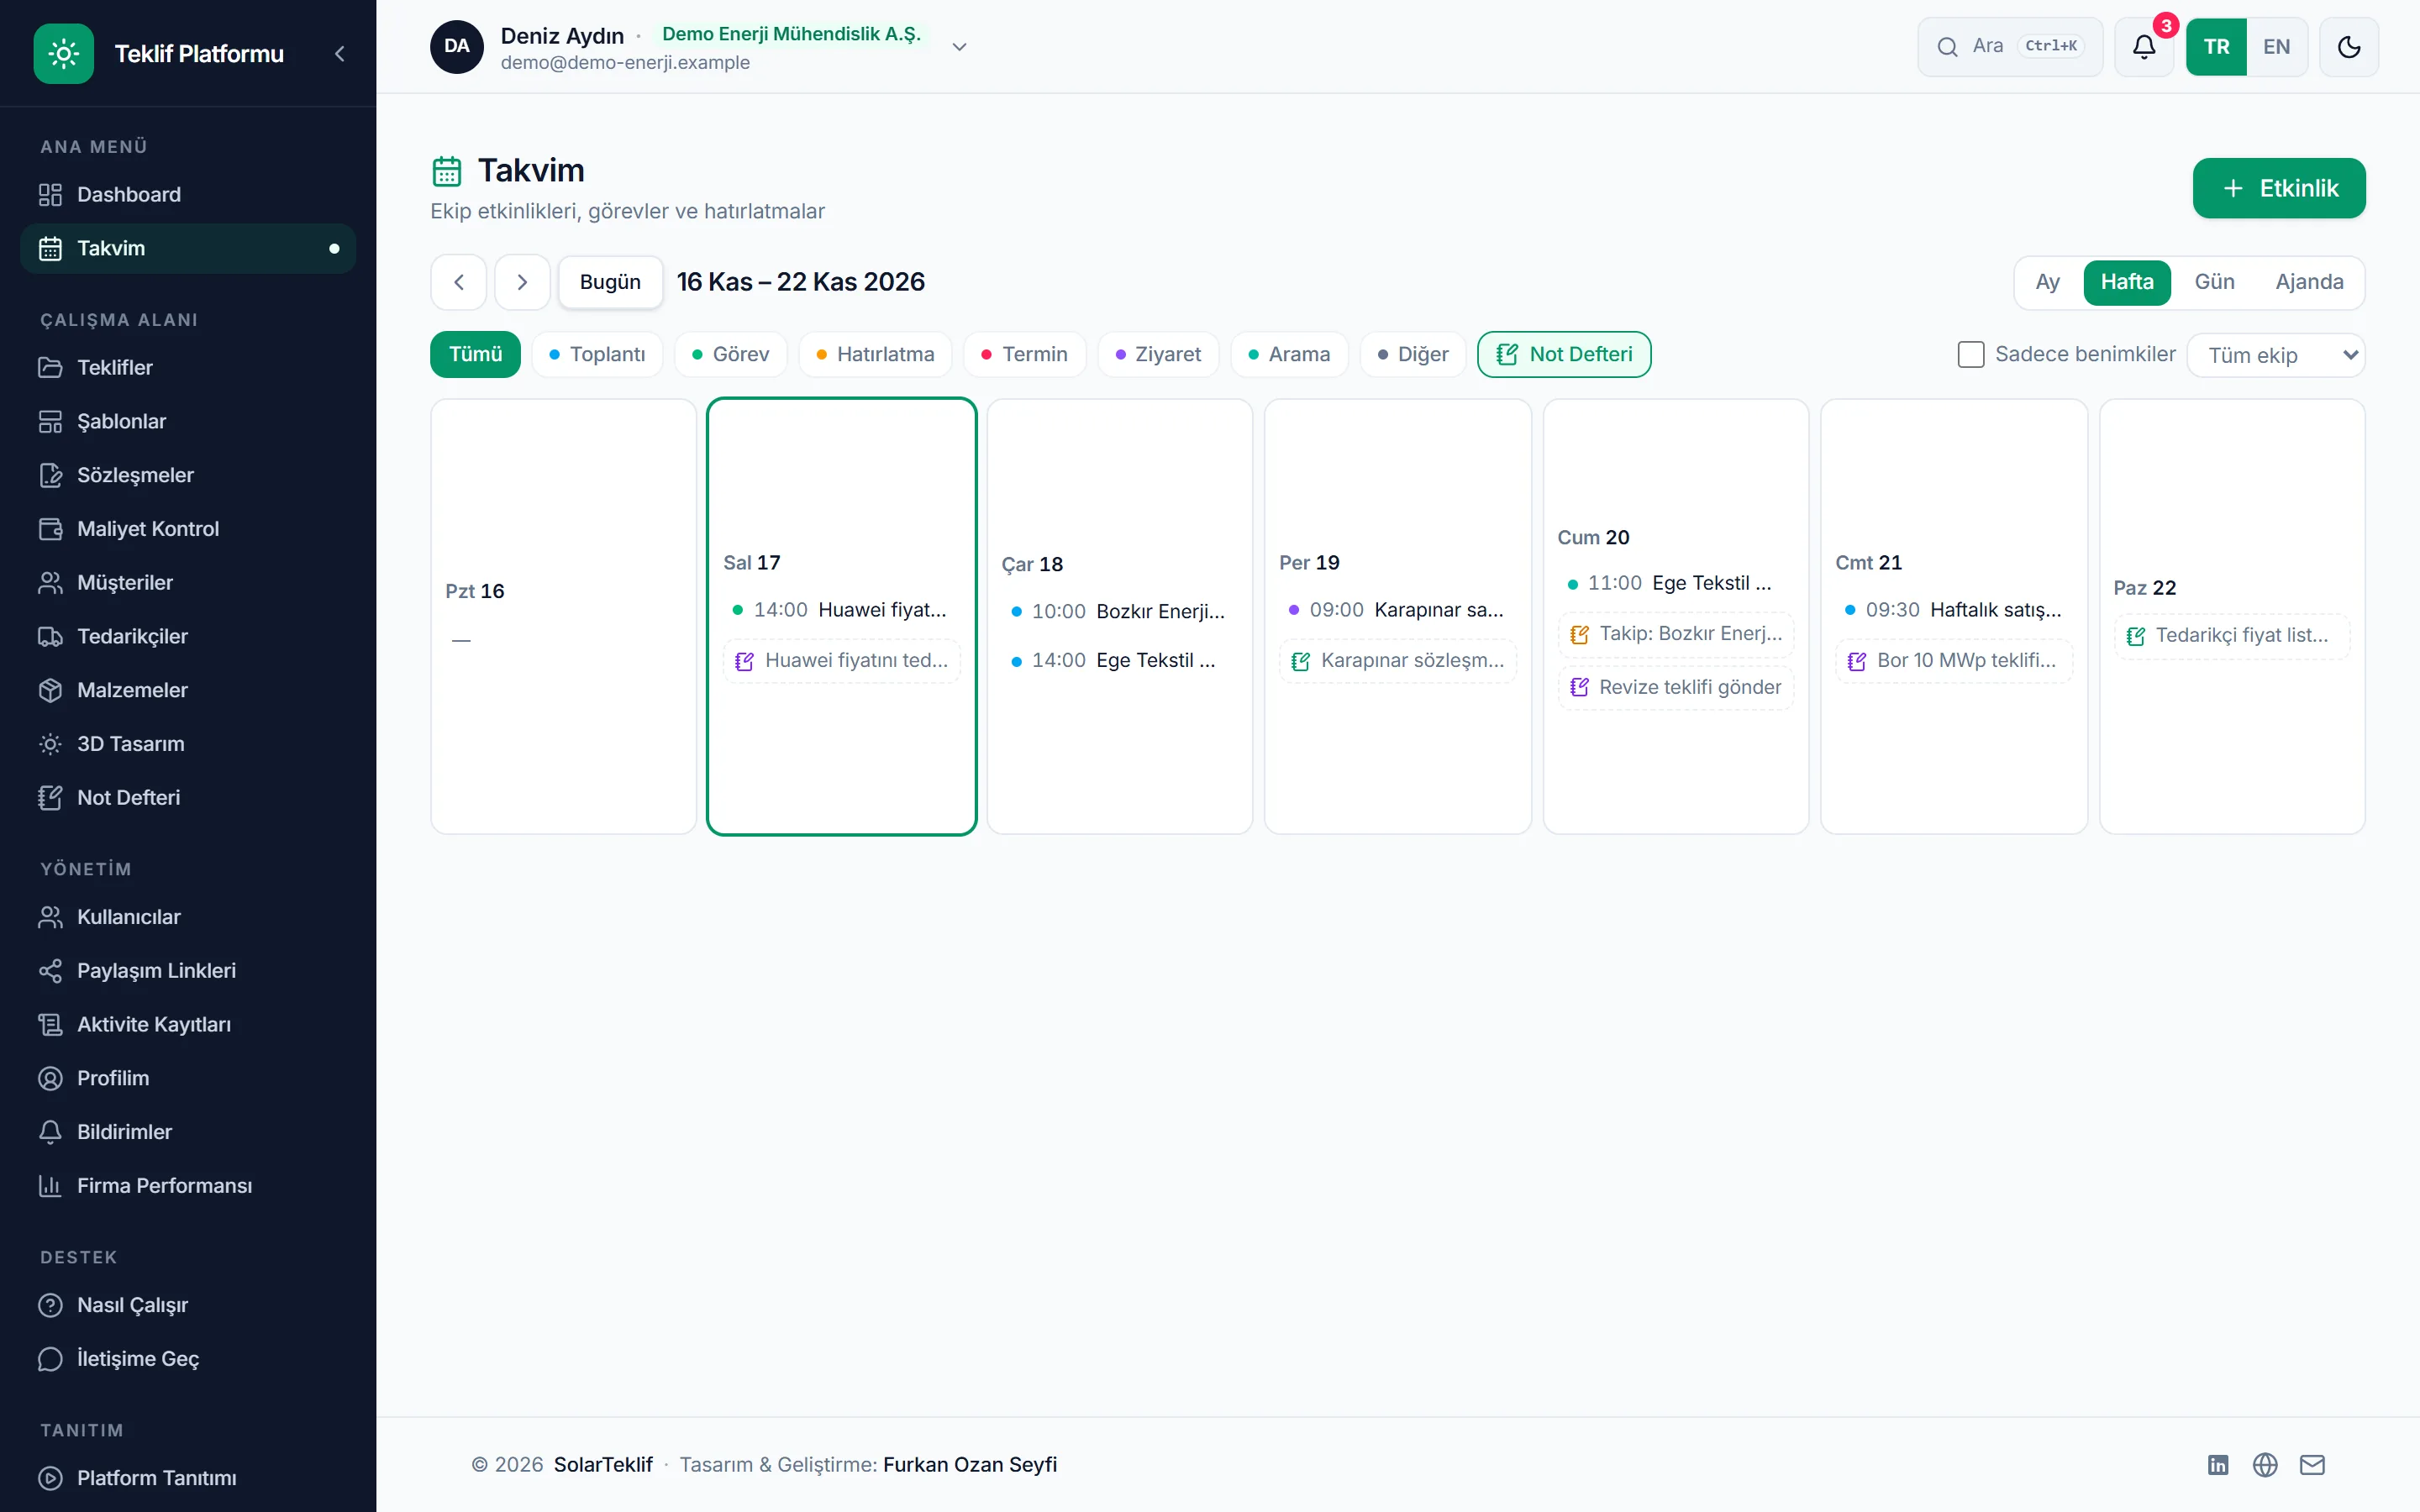 Teklif Platformu
ANA MENÜ
Dashboard
Takvim
ÇALIŞMA ALANI
Teklifler
Şablonlar
Sözleşmeler
Maliyet Kontrol
Müşteriler
Tedarikçiler
Malzemeler
3D Tasarım
Not Defteri
YÖNETİM
Kullanıcılar
Paylaşım Linkleri
Aktivite Kayıtları
Profilim
Bildirimler
Firma Performansı
DESTEK
Nasıl Çalışır
İletişime Geç
TANITIM
Platform Tanıtımı
DA
Deniz Aydın · Demo Enerji Mühendislik A.Ş.
demo@demo-enerji.example
Ara Ctrl+K
3
TR EN
Takvim
Ekip etkinlikleri, görevler ve hatırlatmalar
+ Etkinlik
Bugün 16 Kas – 22 Kas 2026
Ay Hafta Gün Ajanda
Tümü Toplantı Görev Hatırlatma Termin Ziyaret Arama Diğer Not Defteri
Sadece benimkiler Tüm ekip
Pzt 16
—
Sal 17
14:00 Huawei fiyat...
Huawei fiyatını ted...
Çar 18
10:00 Bozkır Enerji...
14:00 Ege Tekstil ...
Per 19
09:00 Karapınar sa...
Karapınar sözleşm...
Cum 20
11:00 Ege Tekstil ...
Takip: Bozkır Enerj...
Revize teklifi gönder
Cmt 21
09:30 Haftalık satış...
Bor 10 MWp teklifi...
Paz 22
Tedarikçi fiyat list...
© 2026 SolarTeklif · Tasarım & Geliştirme: Furkan Ozan Seyfi